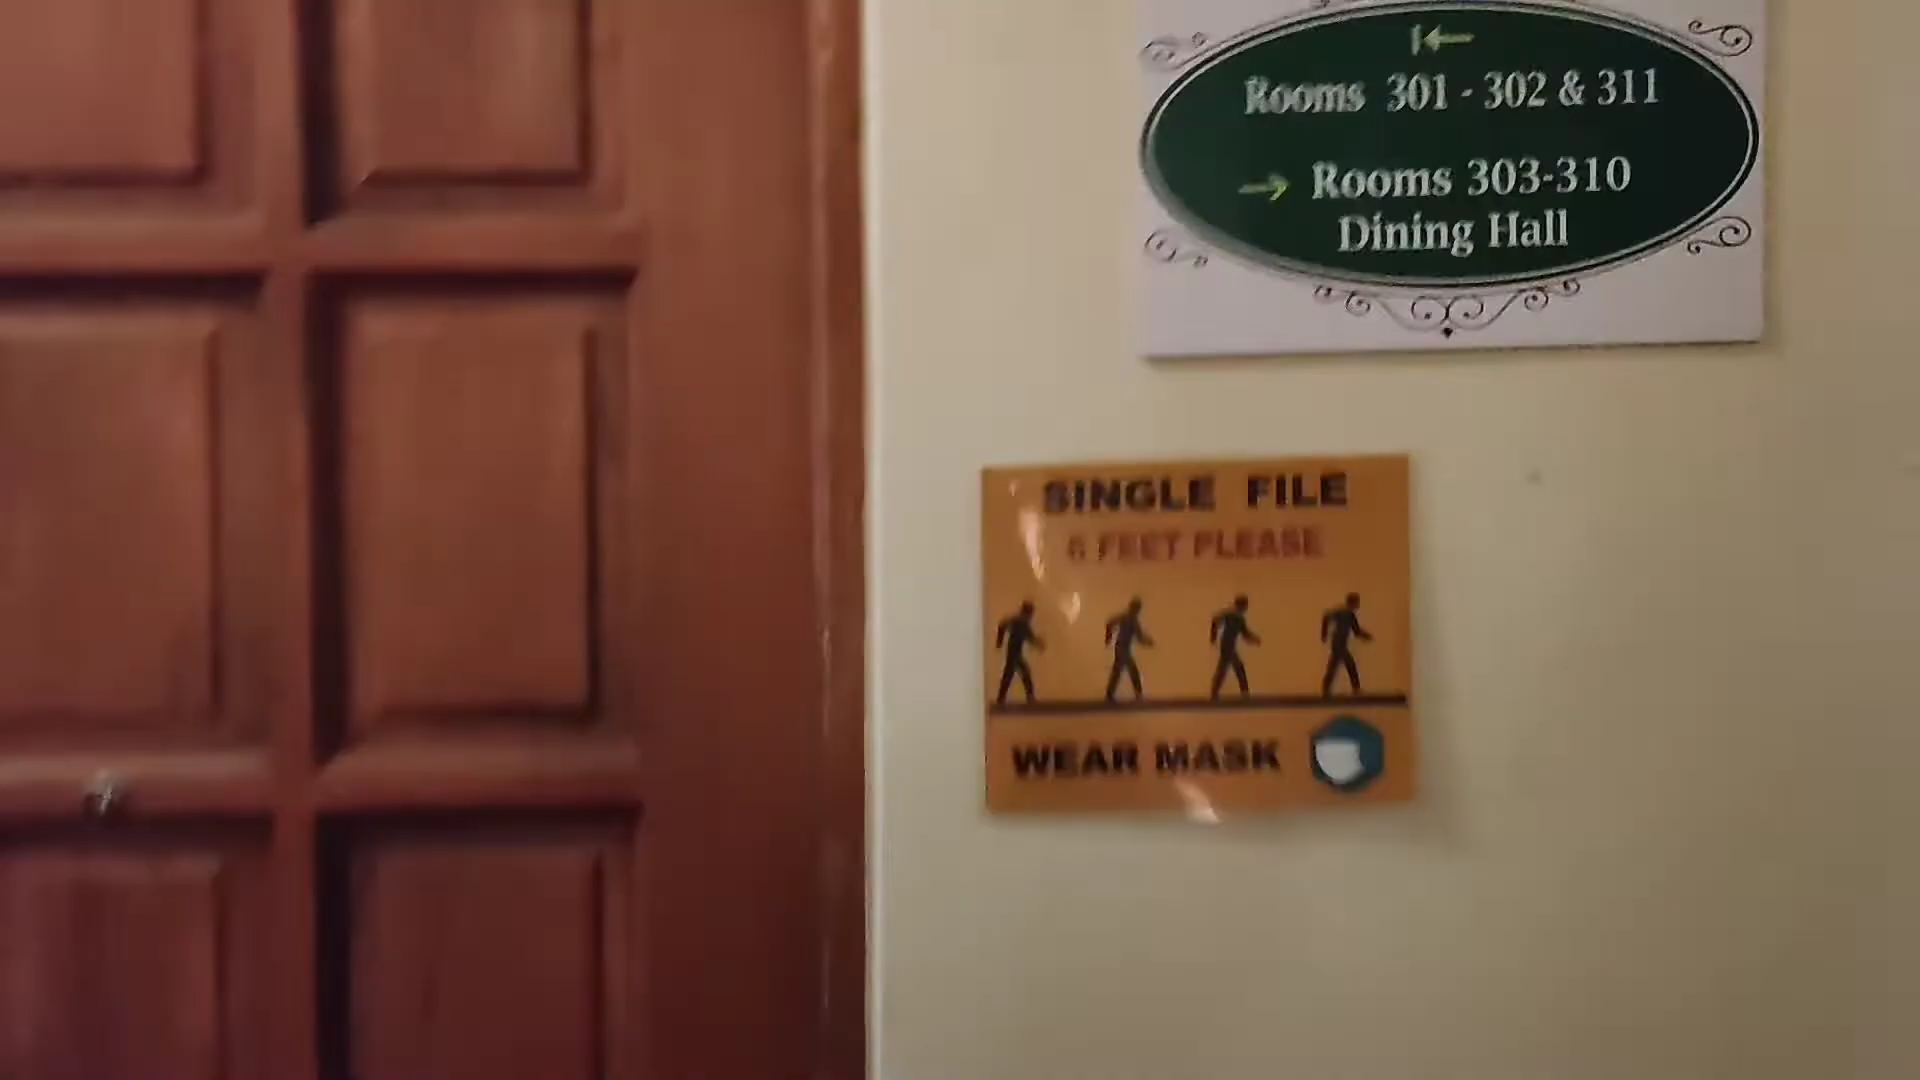 Rooms 301 - 302 & 311
Rooms 303-310
Dining Hall
SINGLE FILE
6 FEET PLEASE
WEAR MASK